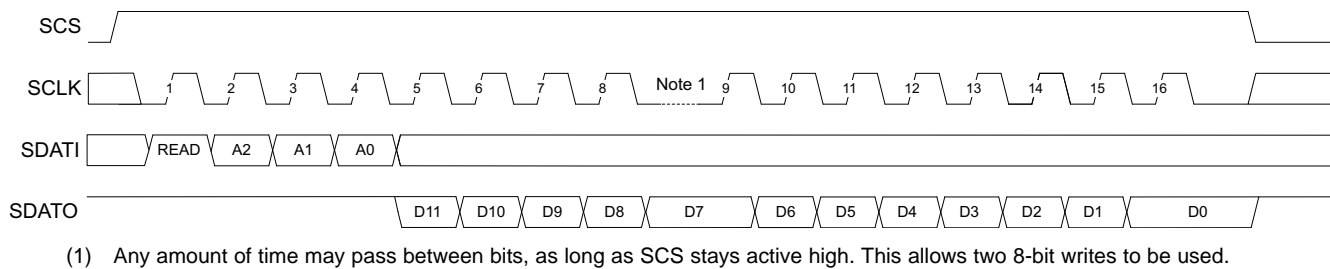 SCS
SCLK 1 2 3 4 5 6 7 8 Note 1 9 10 11 12 13 14 15 16
SDATI READ A2 A1 A0
SDATO D11 D10 D9 D8 D7 D6 D5 D4 D3 D2 D1 D0
(1) Any amount of time may pass between bits, as long as SCS stays active high. This allows two 8-bit writes to be used.